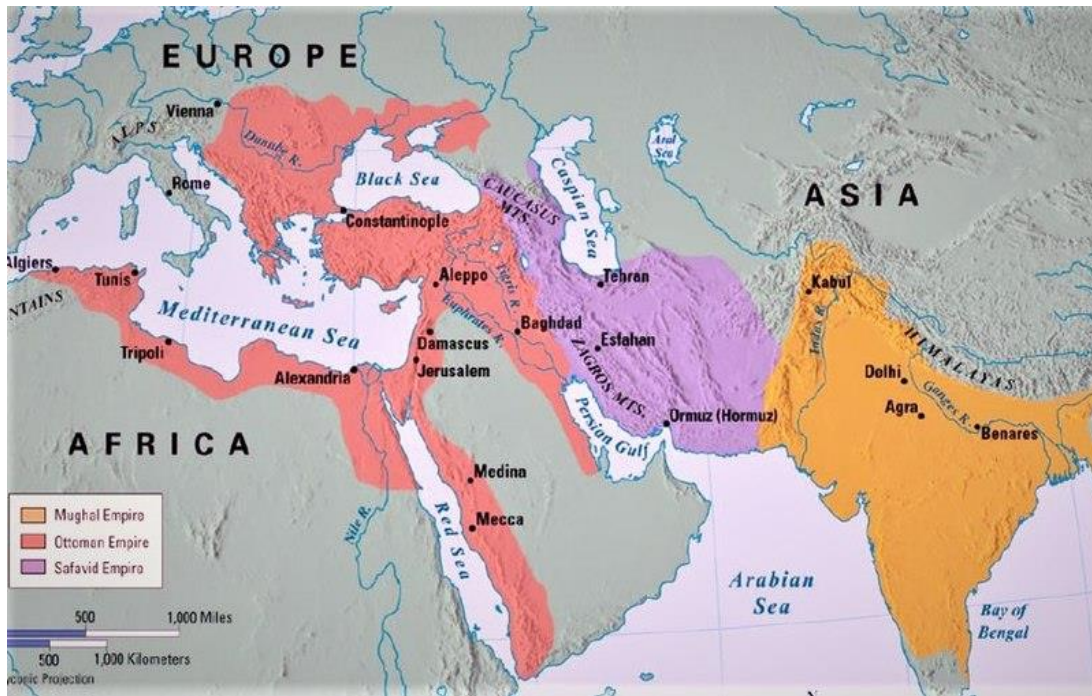 EUROPE
Vienna
ALPS
Danube R.
Rome
Black Sea
Constantinople
CAUCASUS
MTS.
Caspian Sea
Aral
Sea
ASIA
Algiers
Tunis
NTAINS
Mediterranean Sea
Tripoli
Alexandria
Aleppo
Tigris R.
Euphrates R.
Baghdad
Damascus
Jerusalem
Tehran
Esfahan
ZAGROS MTS.
Ormuz (Hormuz)
Persian Gulf
Kabul
Indus R.
HIMALAYAS
Dolhi
Ganges R.
Agra
Benares
AFRICA
Medina
Mecca
Nile R.
Red Sea
Arabian
Sea
Bay of
Bengal
Mughal Empire
Ottoman Empire
Safavid Empire
500 1,000 Miles
500 1,000 Kilometers
yconic Projection